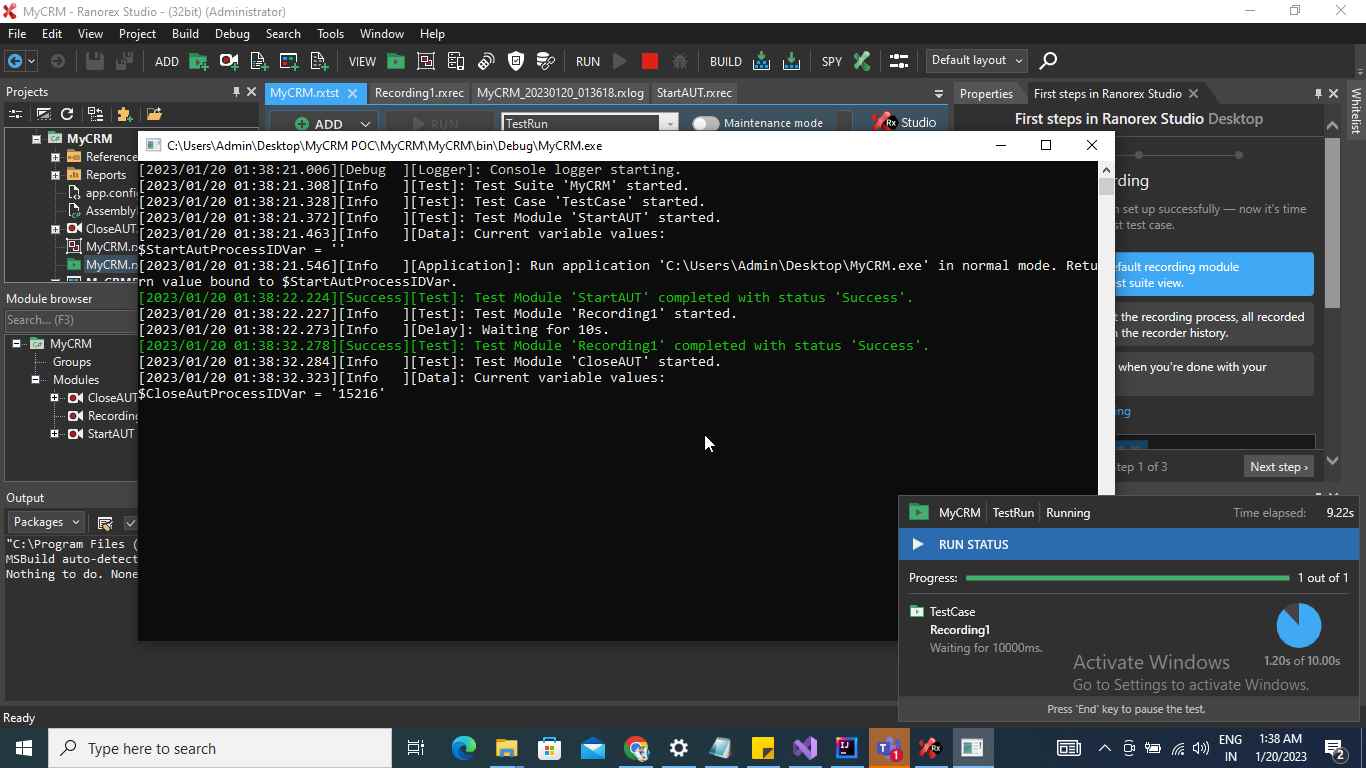 MyCRM - Ranorex Studio - (32bit) (Administrator)
File Edit View Project Build Debug Search Tools Window Help
ADD VIEW RUN BUILD SPY Default layout
Projects
MyCRM.rxtst Recording1.rxrec MyCRM_20230120_013618.rxlog StartAUT.rxrec
Properties First steps in Ranorex Studio
Whitelist
ADD RUN TestRun Maintenance mode Rx Studio
First steps in Ranorex Studio Desktop
MyCRM
Reference
Reports
app.confi
Assembly
CloseAUT.
MyCRM.r
MyCRM.r
C:\Users\Admin\Desktop\MyCRM POC\MyCRM\MyCRM\bin\Debug\MyCRM.exe
[2023/01/20 01:38:21.006][Debug ][Logger]: Console logger starting.
[2023/01/20 01:38:21.308][Info ][Test]: Test Suite 'MyCRM' started.
[2023/01/20 01:38:21.328][Info ][Test]: Test Case 'TestCase' started.
[2023/01/20 01:38:21.372][Info ][Test]: Test Module 'StartAUT' started.
[2023/01/20 01:38:21.463][Info ][Data]: Current variable values:
$StartAutProcessIDVar = ''
[2023/01/20 01:38:21.546][Info ][Application]: Run application 'C:\Users\Admin\Desktop\MyCRM.exe' in normal mode. Retu
rn value bound to $StartAutProcessIDVar.
[2023/01/20 01:38:22.224][Success][Test]: Test Module 'StartAUT' completed with status 'Success'.
[2023/01/20 01:38:22.227][Info ][Test]: Test Module 'Recording1' started.
[2023/01/20 01:38:22.273][Info ][Delay]: Waiting for 10s.
[2023/01/20 01:38:32.278][Success][Test]: Test Module 'Recording1' completed with status 'Success'.
[2023/01/20 01:38:32.284][Info ][Test]: Test Module 'CloseAUT' started.
[2023/01/20 01:38:32.323][Info ][Data]: Current variable values:
$CloseAutProcessIDVar = '15216'
rding
n set up successfully — now it's time
st test case.
efault recording module
est suite view.
t the recording process, all recorded
n the recorder history.
when you're done with your
ng
tep 1 of 3 Next step ›
Module browser
Search... (F3)
MyCRM
Groups
Modules
CloseAUT
Recording
StartAUT
Output
Packages
"C:\Program Files (
MSBuild auto-detect
Nothing to do. None
MyCRM TestRun Running Time elapsed: 9.22s
RUN STATUS
Progress: 1 out of 1
TestCase
Recording1
Waiting for 10000ms.
1.20s of 10.00s
Activate Windows
Go to Settings to activate Windows.
Press 'End' key to pause the test.
Ready
Type here to search
IJ
1
Rx
ENG
IN
1:38 AM
1/20/2023
2